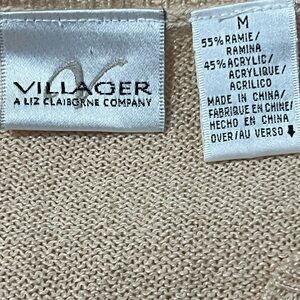 VILLAGER
A LIZ CLAIBORNE COMPANY
M
55% RAMIE/
RAMINA
45% ACRYLIC/
ACRYLIQUE/
ACRILICO
MADE IN CHINA/
FABRIQUE EN CHINE/
HECHO EN CHINA
OVER/AU VERSO